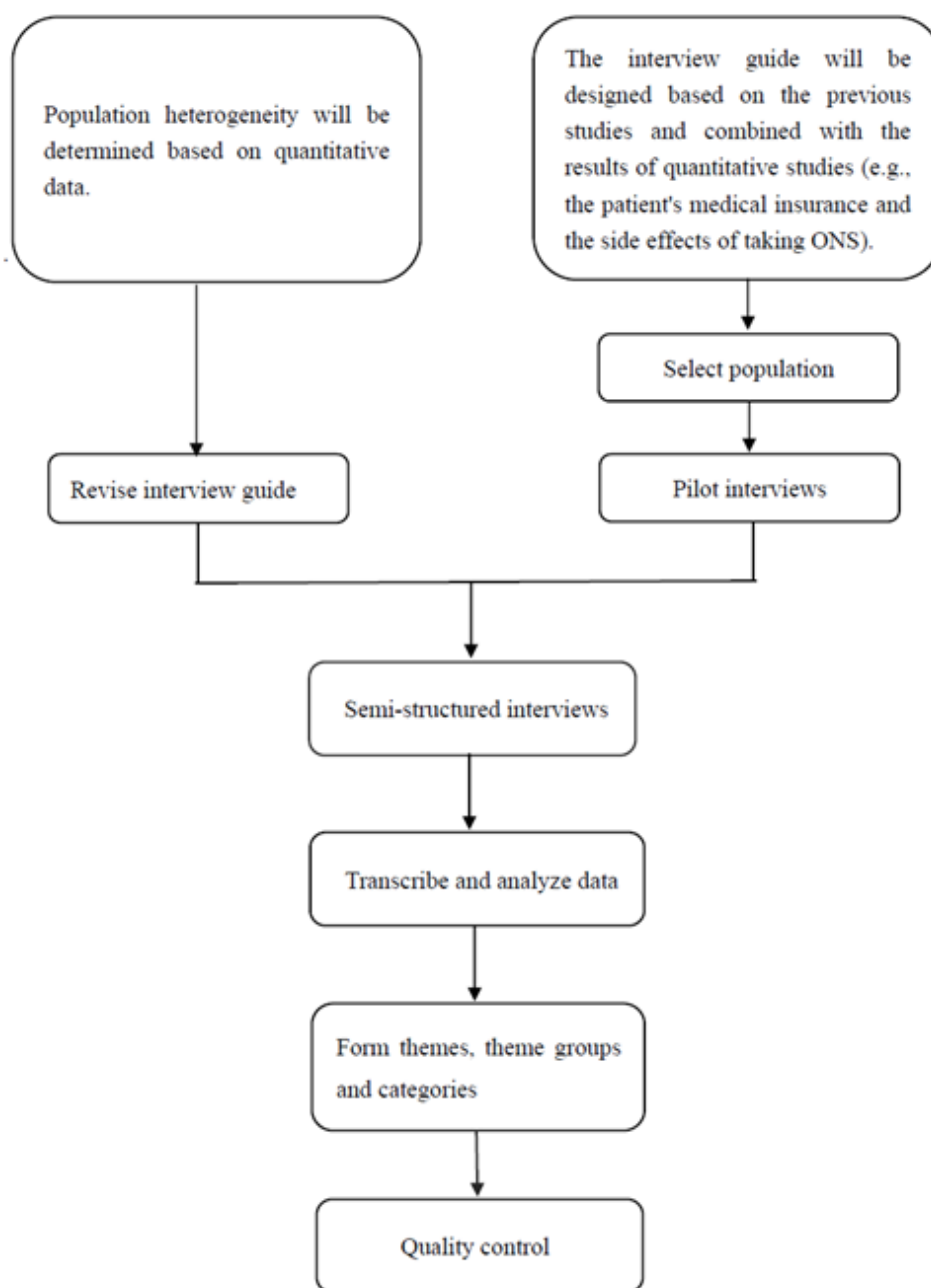 Population heterogeneity will be
determined based on quantitative
data.
The interview guide will be
designed based on the previous
studies and combined with the
results of quantitative studies (e.g.,
the patient's medical insurance and
the side effects of taking ONS).
Select population
Revise interview guide
Pilot interviews
Semi-structured interviews
Transcribe and analyze data
Form themes, theme groups
and categories
Quality control